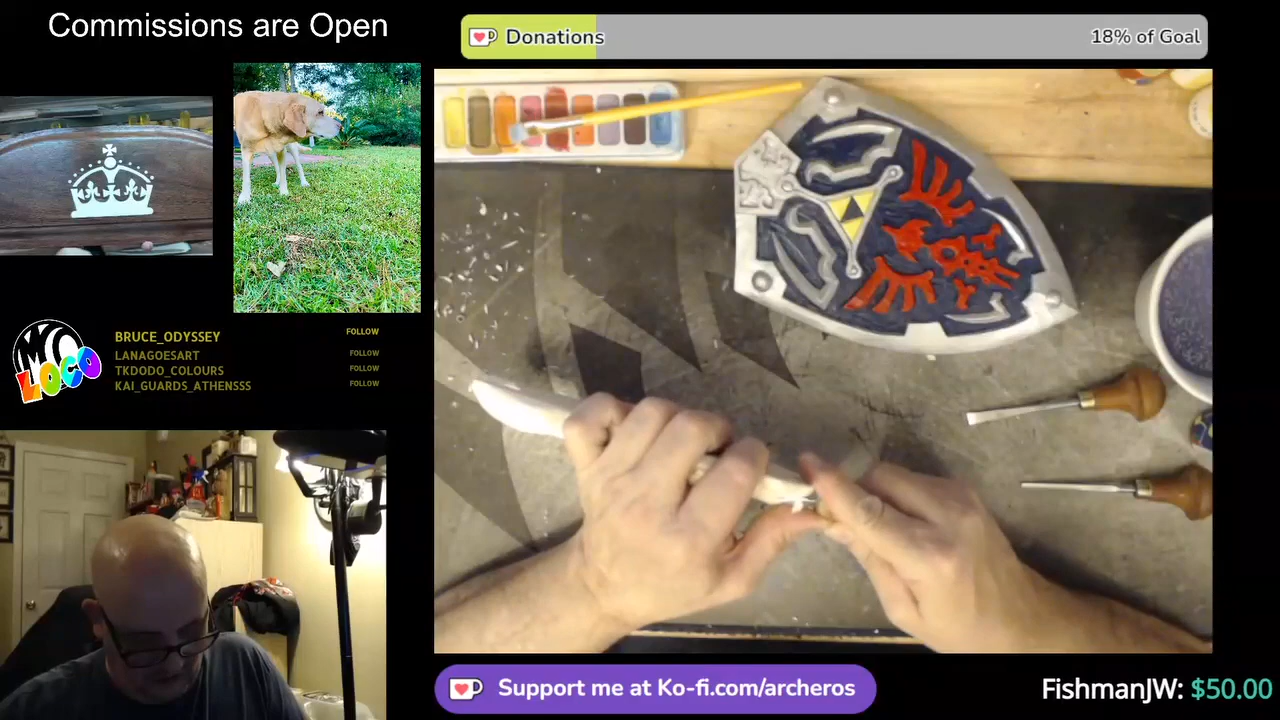 Commissions are Open
Donations
18% of Goal
MO
LOCO
BRUCE_ODYSSEY FOLLOW
LANAGOESART FOLLOW
TKDODO_COLOURS FOLLOW
KAI_GUARDS_ATHENSSS FOLLOW
Support me at Ko-fi.com/archeros
FishmanJW: $50.00